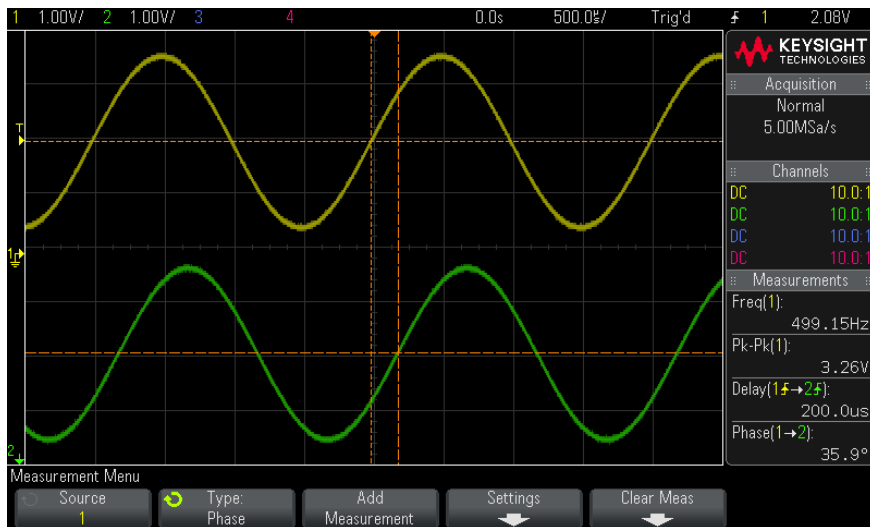 1 1.00V/ 2 1.00V/ 3 4 0.0s 500.0㎲/ Trig'd 1 2.08V
KEYSIGHT
TECHNOLOGIES
Acquisition
Normal
5.00MSa/s
Channels
DC 10.0:1
DC 10.0:1
DC 10.0:1
DC 10.0:1
Measurements
Freq(1):
499.15Hz
Pk-Pk(1):
3.26V
Delay(1→2):
200.0us
Phase(1→2):
35.9°
T
1
2
Measurement Menu
Source
1
Type:
Phase
Add
Measurement
Settings
Clear Meas